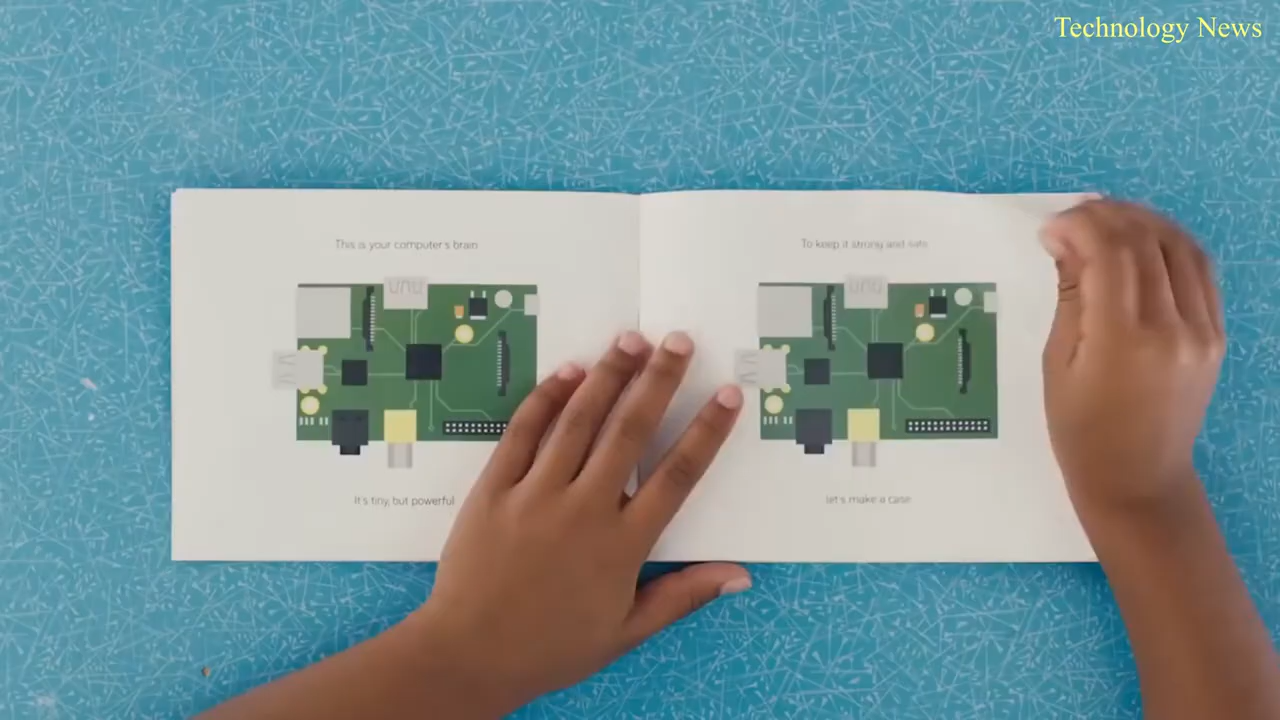 Technology News
This is your computer's brain
It's tiny, but powerful
To keep it strong and safe
let's make a case